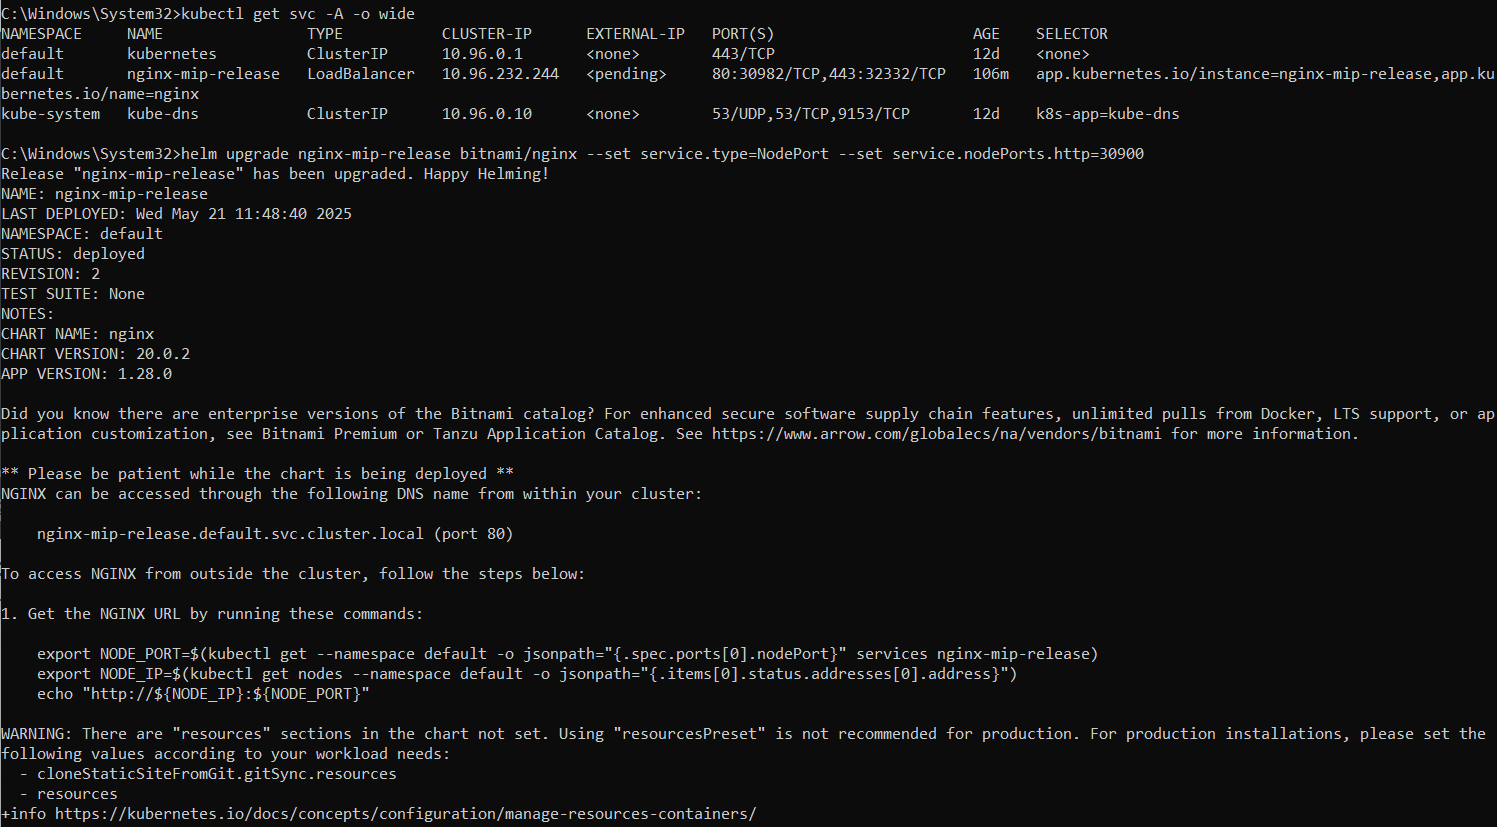 C:\Windows\System32>kubectl get svc -A -o wide
NAMESPACE     NAME                TYPE           CLUSTER-IP      EXTERNAL-IP   PORT(S)                      AGE    SELECTOR
default       kubernetes          ClusterIP      10.96.0.1       <none>        443/TCP                      12d    <none>
default       nginx-mip-release   LoadBalancer   10.96.232.244   <pending>     80:30982/TCP,443:32332/TCP   106m   app.kubernetes.io/instance=nginx-mip-release,app.ku
bernetes.io/name=nginx
kube-system   kube-dns            ClusterIP      10.96.0.10      <none>        53/UDP,53/TCP,9153/TCP       12d    k8s-app=kube-dns

C:\Windows\System32>helm upgrade nginx-mip-release bitnami/nginx --set service.type=NodePort --set service.nodePorts.http=30900
Release "nginx-mip-release" has been upgraded. Happy Helming!
NAME: nginx-mip-release
LAST DEPLOYED: Wed May 21 11:48:40 2025
NAMESPACE: default
STATUS: deployed
REVISION: 2
TEST SUITE: None
NOTES:
CHART NAME: nginx
CHART VERSION: 20.0.2
APP VERSION: 1.28.0

Did you know there are enterprise versions of the Bitnami catalog? For enhanced secure software supply chain features, unlimited pulls from Docker, LTS support, or ap
plication customization, see Bitnami Premium or Tanzu Application Catalog. See https://www.arrow.com/globalecs/na/vendors/bitnami for more information.

** Please be patient while the chart is being deployed **
NGINX can be accessed through the following DNS name from within your cluster:

    nginx-mip-release.default.svc.cluster.local (port 80)

To access NGINX from outside the cluster, follow the steps below:

1. Get the NGINX URL by running these commands:

    export NODE_PORT=$(kubectl get --namespace default -o jsonpath="{.spec.ports[0].nodePort}" services nginx-mip-release)
    export NODE_IP=$(kubectl get nodes --namespace default -o jsonpath="{.items[0].status.addresses[0].address}")
    echo "http://${NODE_IP}:${NODE_PORT}"

WARNING: There are "resources" sections in the chart not set. Using "resourcesPreset" is not recommended for production. For production installations, please set the
following values according to your workload needs:
  - cloneStaticSiteFromGit.gitSync.resources
  - resources
+info https://kubernetes.io/docs/concepts/configuration/manage-resources-containers/